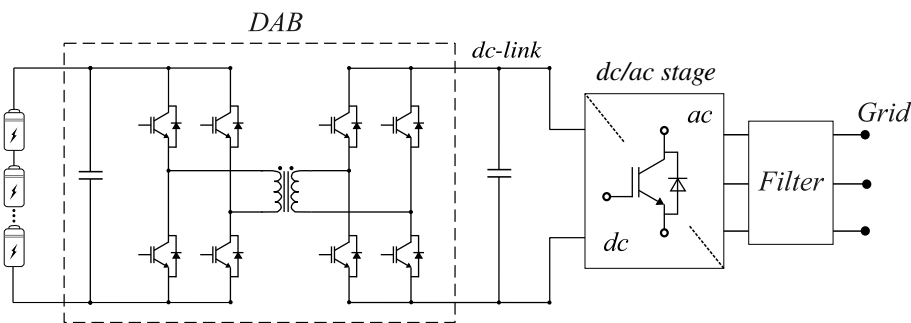 DAB
dc-link
dc/ac stage
ac
Grid
Filter
dc